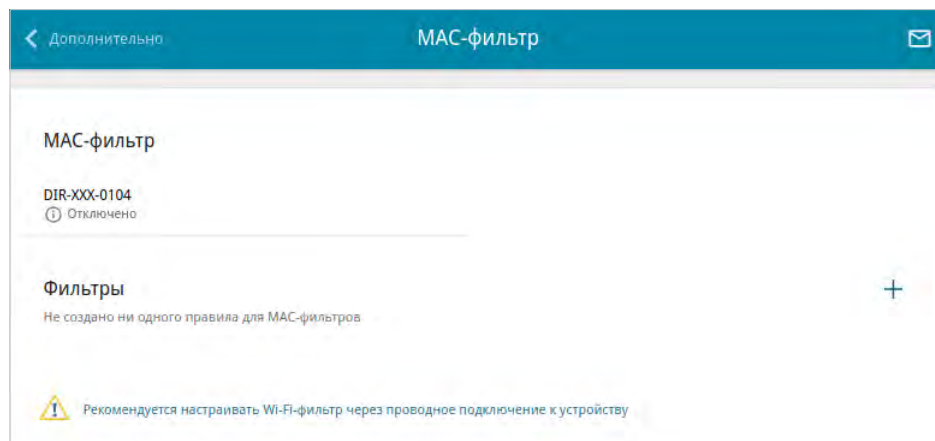 Дополнительно
MAC-фильтр
MAC-фильтр
DIR-XXX-0104
Отключено
Фильтры
Не создано ни одного правила для MAC-фильтров
Рекомендуется настраивать Wi-Fi-фильтр через проводное подключение к устройству